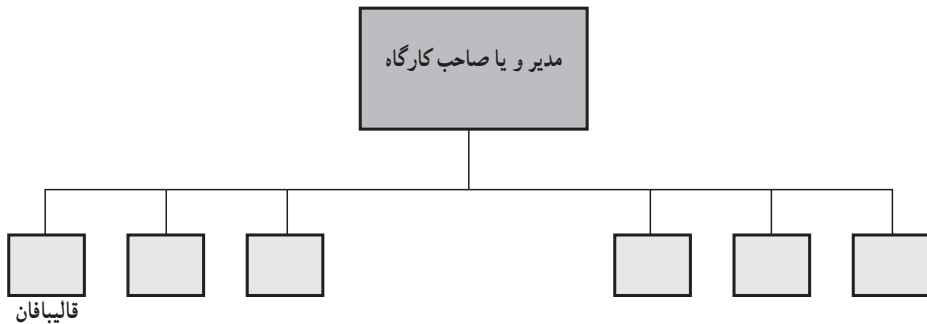 مدیر و یا صاحب کارگاه
قالیبافان